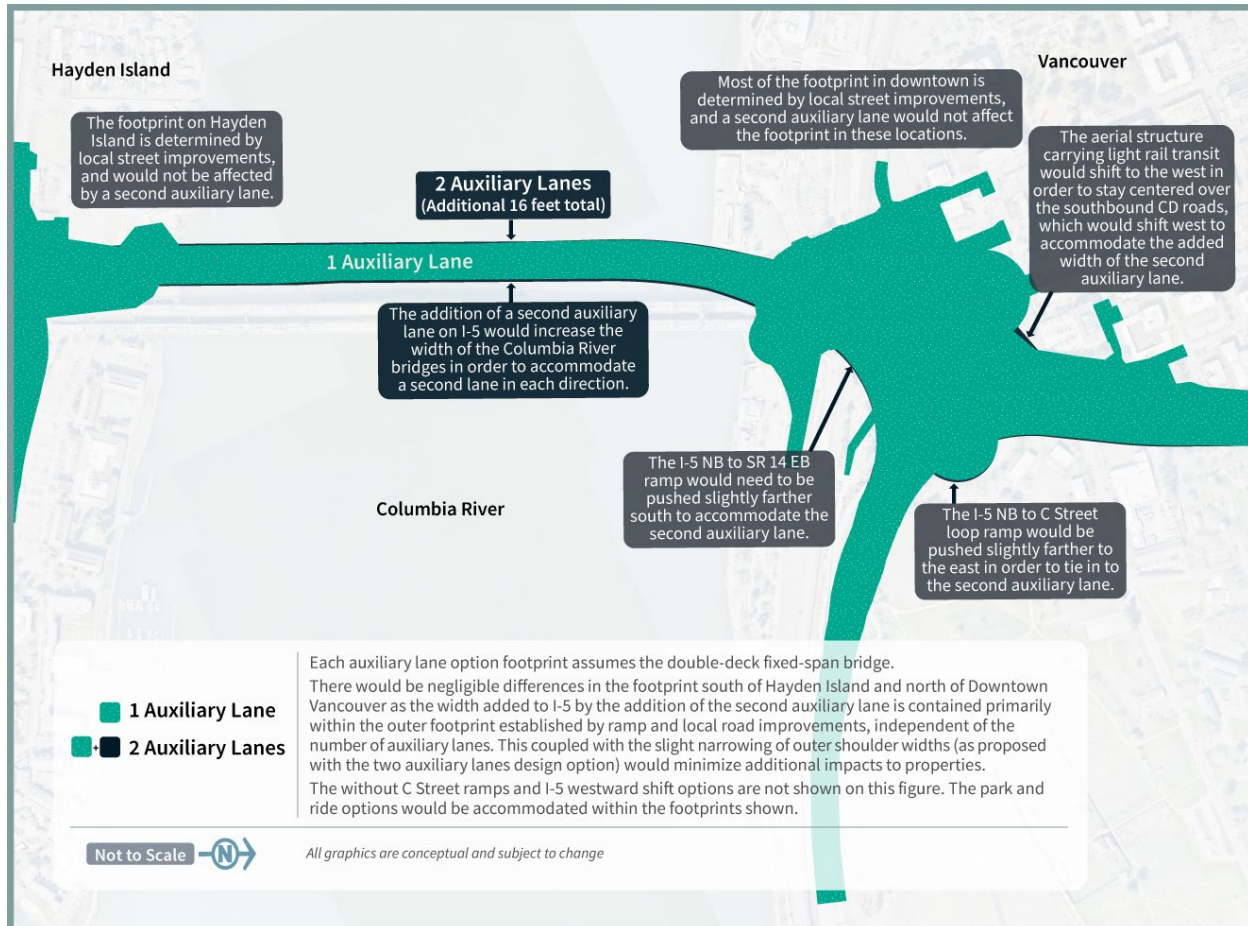 Hayden Island
Vancouver
The footprint on Hayden
Island is determined by
local street improvements,
and would not be affected
by a second auxiliary lane.
Most of the footprint in downtown is
determined by local street improvements,
and a second auxiliary lane would not affect
the footprint in these locations.
The aerial structure
carrying light rail transit
would shift to the west in
order to stay centered over
the southbound CD roads,
which would shift west to
accommodate the added
width of the second
auxiliary lane.
2 Auxiliary Lanes
(Additional 16 feet total)
1 Auxiliary Lane
The addition of a second auxiliary
lane on I-5 would increase the
width of the Columbia River
bridges in order to accommodate
a second lane in each direction.
The I-5 NB to SR 14 EB
ramp would need to be
pushed slightly farther
south to accommodate the
second auxiliary lane.
The I-5 NB to C Street
loop ramp would be
pushed slightly farther to
the east in order to tie in to
the second auxiliary lane.
Columbia River
1 Auxiliary Lane
+ 2 Auxiliary Lanes
Each auxiliary lane option footprint assumes the double-deck fixed-span bridge.
There would be negligible differences in the footprint south of Hayden Island and north of Downtown
Vancouver as the width added to I-5 by the addition of the second auxiliary lane is contained primarily
within the outer footprint established by ramp and local road improvements, independent of the
number of auxiliary lanes. This coupled with the slight narrowing of outer shoulder widths (as proposed
with the two auxiliary lanes design option) would minimize additional impacts to properties.
The without C Street ramps and I-5 westward shift options are not shown on this figure. The park and
ride options would be accommodated within the footprints shown.
Not to Scale N
All graphics are conceptual and subject to change